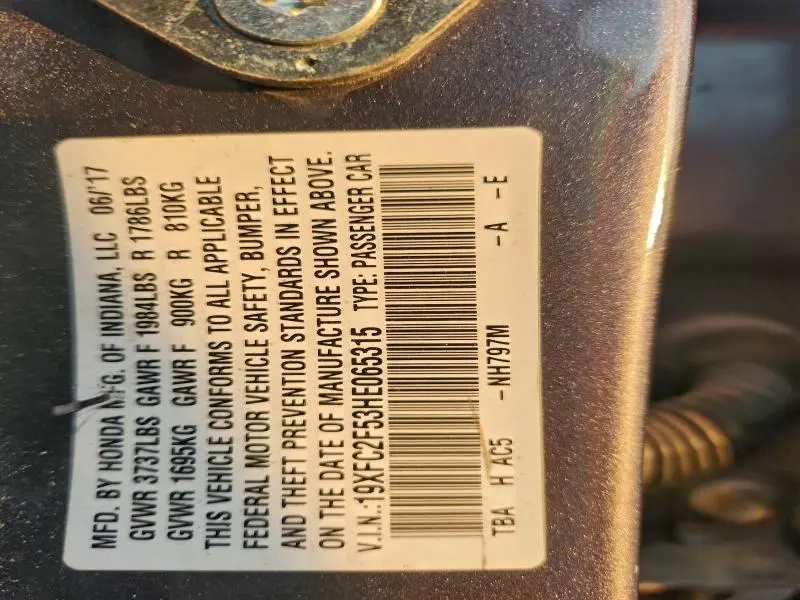 MFD. BY HONDA MFG. OF INDIANA, LLC 06/'17
GVWR 3737LBS GAWR F 1984LBS R 1786LBS
GVWR 1695KG GAWR F 900KG R 810KG
THIS VEHICLE CONFORMS TO ALL APPLICABLE
FEDERAL MOTOR VEHICLE SAFETY, BUMPER,
AND THEFT PREVENTION STANDARDS IN EFFECT
ON THE DATE OF MANUFACTURE SHOWN ABOVE.
V.I.N.:19XFC2F53HE065315 TYPE: PASSENGER CAR
TBA H AC5 -NH797M -A -E